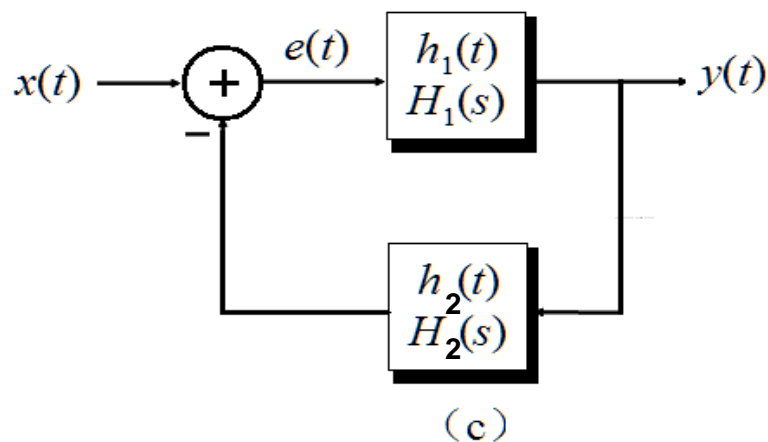 e(t)
x(t)
+
h₁(t)
H₁(s)
y(t)
−
h₂(t)
H₂(s)
（c）